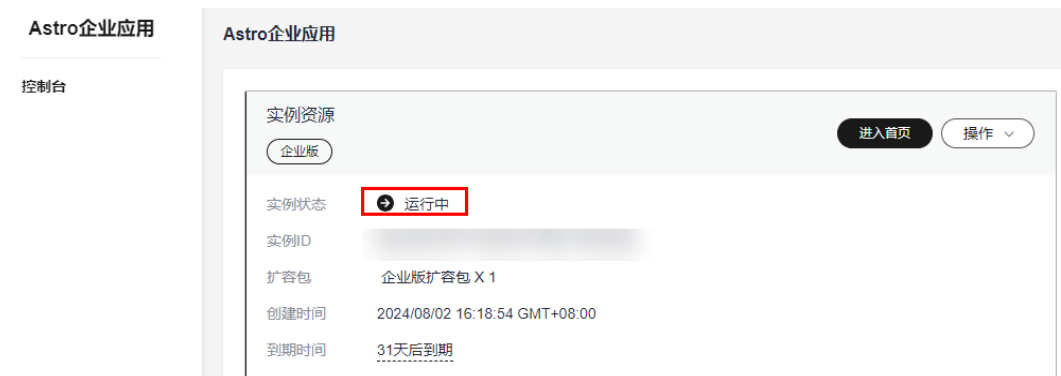 Astro企业应用
控制台
Astro企业应用
实例资源
企业版
进入首页
操作
实例状态 运行中
实例ID
扩容包 企业版扩容包 X 1
创建时间 2024/08/02 16:18:54 GMT+08:00
到期时间 31天后到期